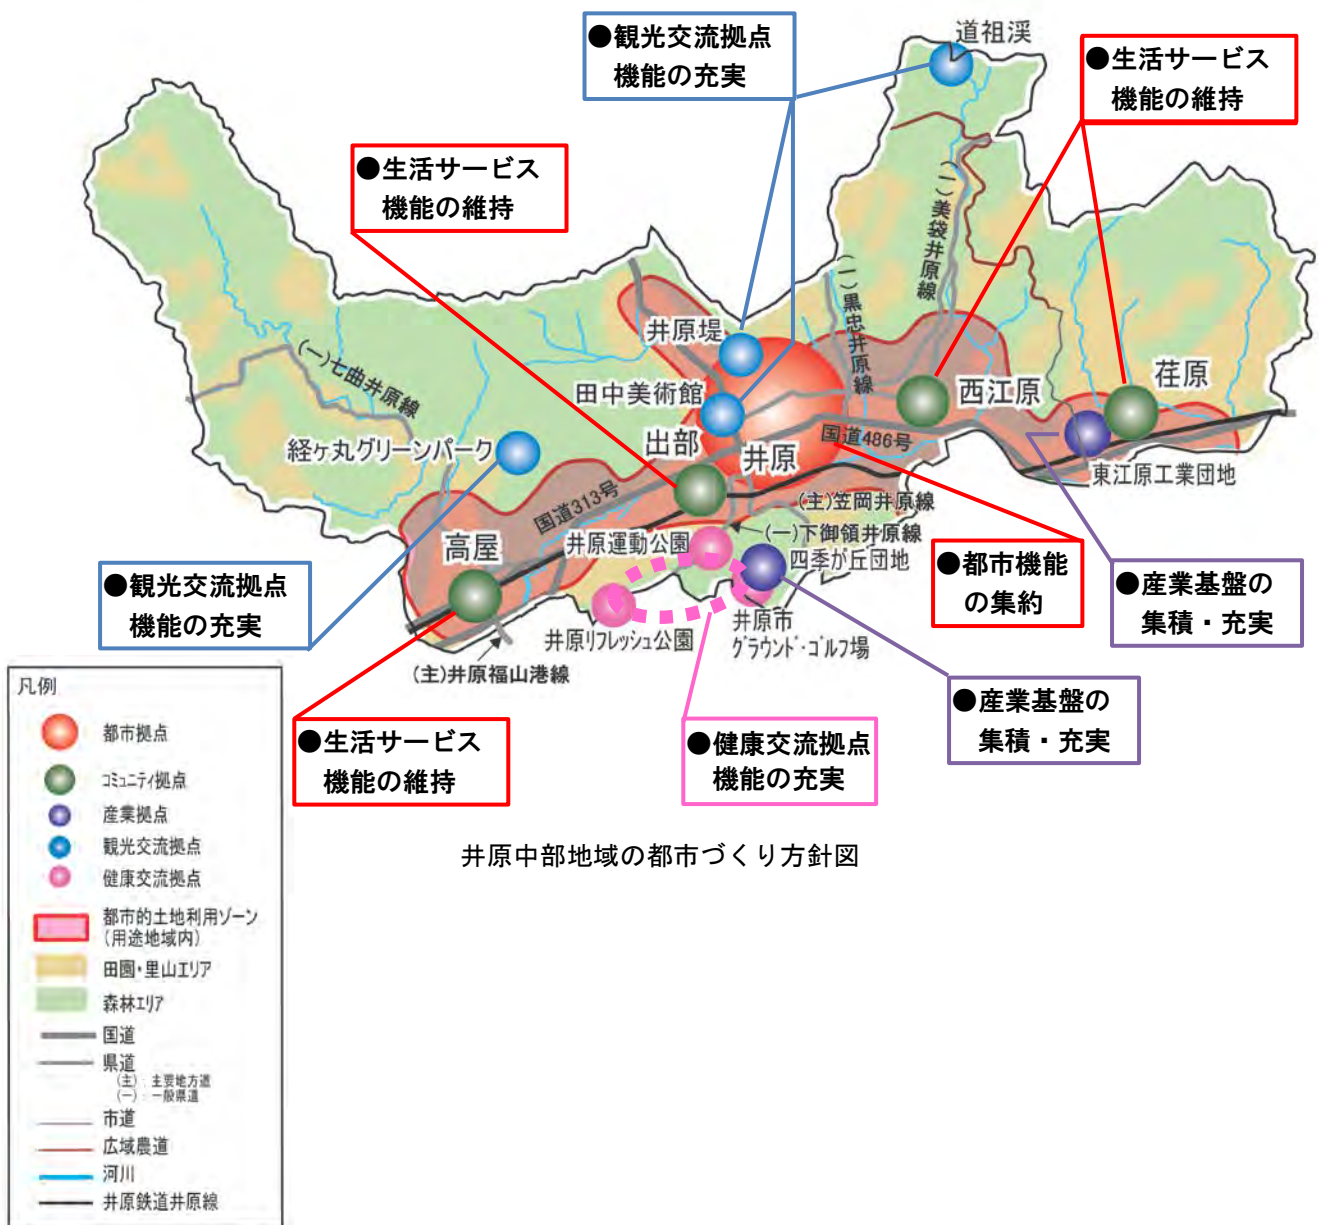 ●観光交流拠点
機能の充実
道祖渓
●生活サービス
機能の維持
●生活サービス
機能の維持
(一)美袋井原線
(一)黒忠井原線
井原堤
(一)七曲井原線
田中美術館
西江原
荏原
経ヶ丸グリーンパーク
出部
井原
国道486号
東江原工業団地
国道313号
(主)笠岡井原線
(一)下御領井原線
高屋
井原運動公園
四季が丘団地
●観光交流拠点
機能の充実
●都市機能
の集約
●産業基盤の
集積・充実
井原リフレッシュ公園
井原市
グラウンド・ゴルフ場
(主)井原福山港線
●生活サービス
機能の維持
●健康交流拠点
機能の充実
●産業基盤の
集積・充実
井原中部地域の都市づくり方針図
凡例
都市拠点
コミュニティ拠点
産業拠点
観光交流拠点
健康交流拠点
都市的土地利用ゾーン
(用途地域内)
田園・里山エリア
森林エリア
国道
県道
(主)：主要地方道
(一)：一般県道
市道
広域農道
河川
井原鉄道井原線